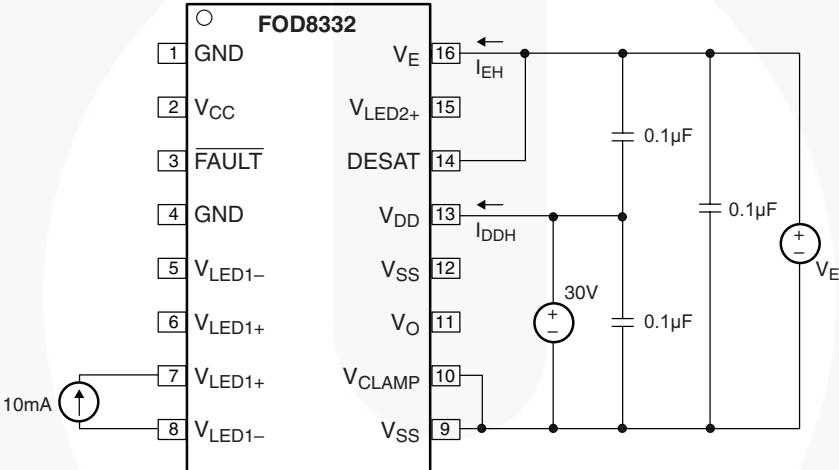 FOD8332
1 GND
2 VCC
3 FAULT
4 GND
5 VLED1–
6 VLED1+
7 VLED1+
8 VLED1–
VE 16
VLED2+ 15
DESAT 14
VDD 13
VSS 12
VO 11
VCLAMP 10
VSS 9
10mA
IEH
IDDH
30V
+
–
0.1µF
0.1µF
0.1µF
+
–
VE